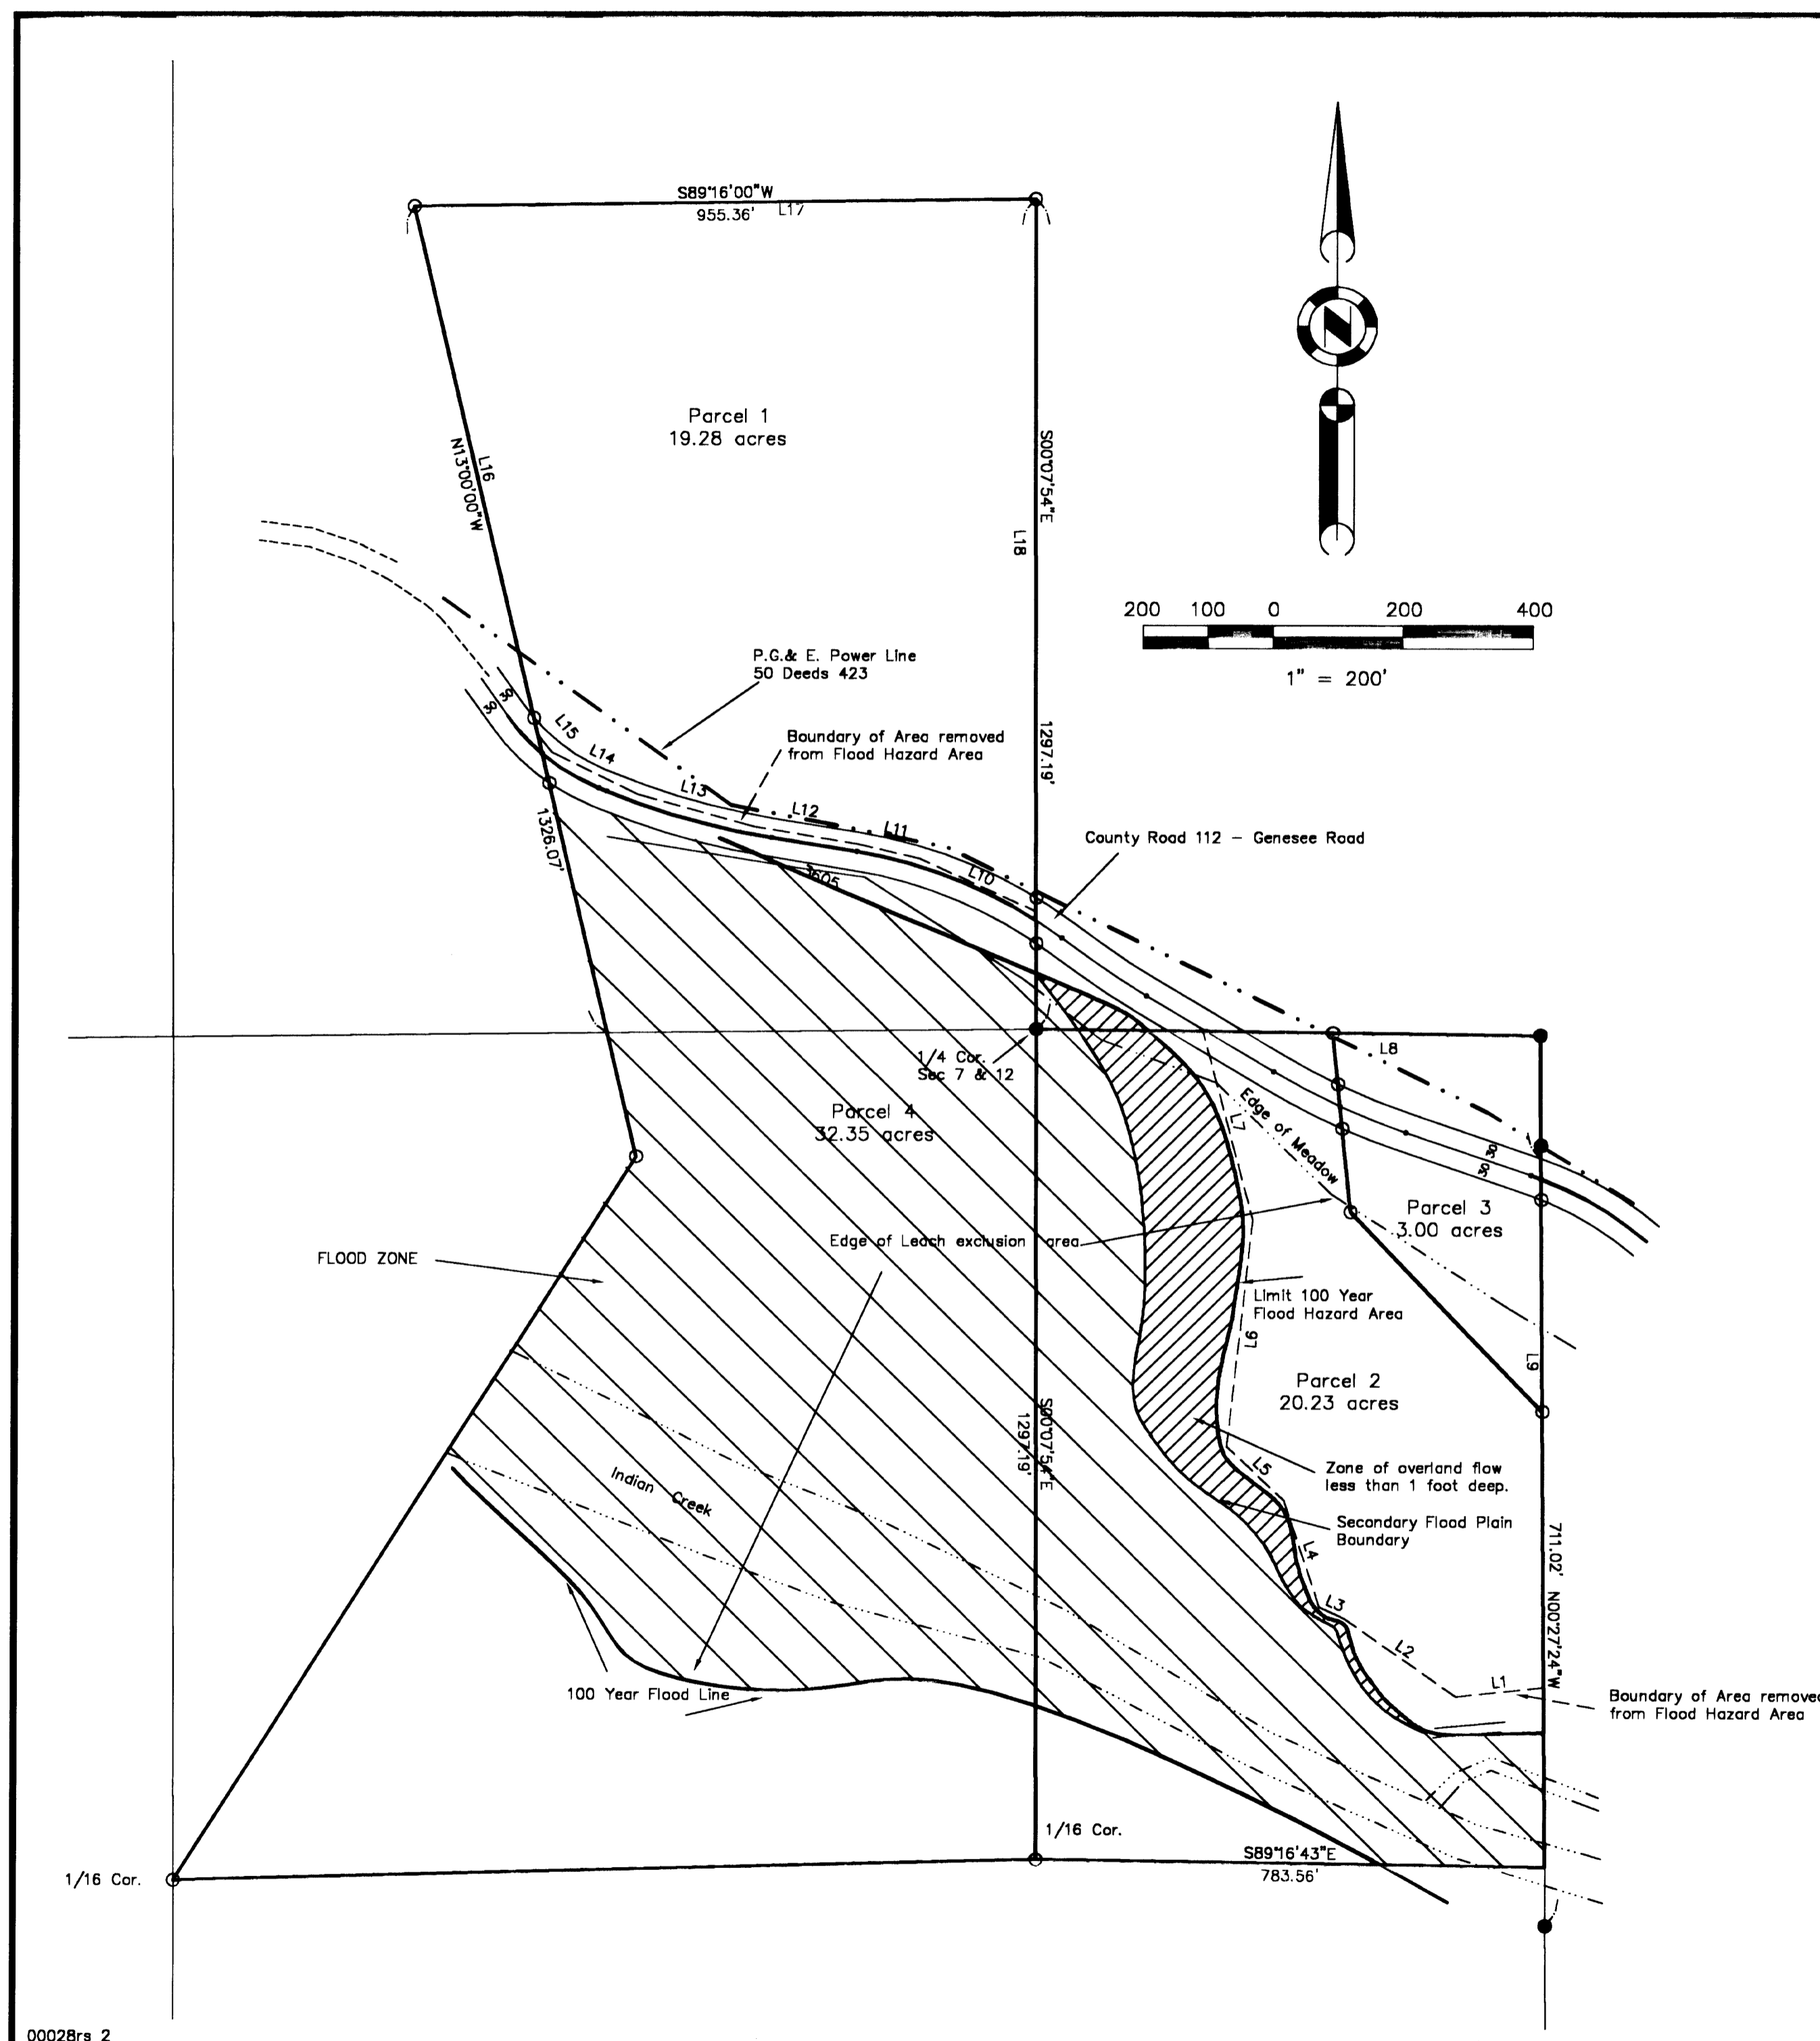 S89°16'00"W
955.36' L17
Parcel 1
19.28 acres
L16
N13°00'00"W
S00°07'54"E
L18
1297.19'
N
200 100 0 200 400
1" = 200'
P.G.& E. Power Line
50 Deeds 423
30
30
L15
L14
L13
L12
L11
L10
Boundary of Area removed
from Flood Hazard Area
1326.07'
3605
County Road 112 – Genesee Road
1/4 Cor.
Sec 7 & 12
L8
Parcel 4
32.35 acres
L7
Edge of Meadow
30 30
Parcel 3
3.00 acres
Edge of Leach exclusion area
FLOOD ZONE
Limit 100 Year
Flood Hazard Area
L6
L9
Parcel 2
20.23 acres
S00°07'54"E
1297.19'
L5
Zone of overland flow
less than 1 foot deep.
Indian Creek
Secondary Flood Plain
Boundary
L4
L3
L2
L1
711.02' N00°27'24"W
100 Year Flood Line
Boundary of Area removed
from Flood Hazard Area
1/16 Cor.
S89°16'43"E
783.56'
1/16 Cor.
00028rs 2